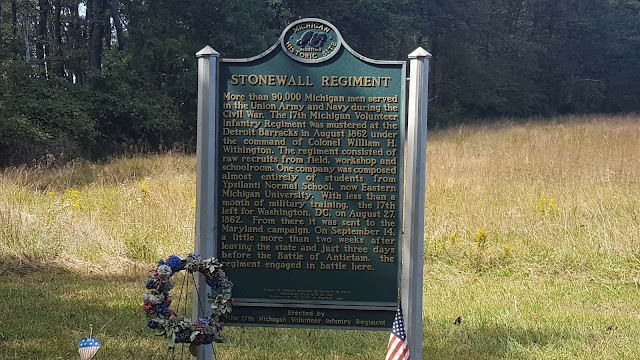 MICHIGAN
HISTORIC SITE
STONEWALL REGIMENT
More than 90,000 Michigan men served
in the Union Army and Navy during the
Civil War. The 17th Michigan Volunteer
Infantry Regiment was mustered at the
Detroit Barracks in August 1862 under
the command of Colonel William H.
Withington. The regiment consisted of
raw recruits from field, workshop and
schoolroom. One company was composed
almost entirely of students from
Ypsilanti Normal School, now Eastern
Michigan University. With less than a
month of military training, the 17th
left for Washington, DC, on August 27,
1862. From there it was sent to the
Maryland campaign. On September 14,
a little more than two weeks after
leaving the state and just three days
before the Battle of Antietam, the
regiment engaged in battle here.
Erected by
the 17th Michigan Volunteer Infantry Regiment